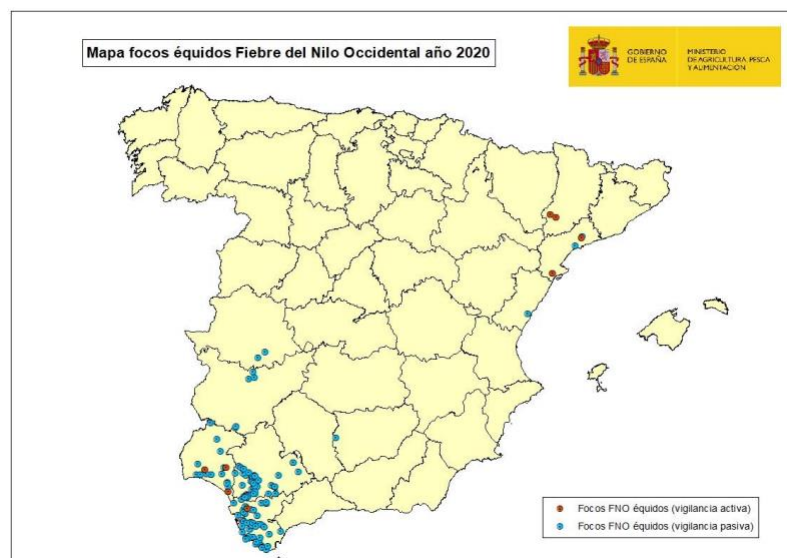 Mapa focos équidos Fiebre del Nilo Occidental año 2020
GOBIERNO
DE ESPAÑA
MINISTERIO
DE AGRICULTURA, PESCA
Y ALIMENTACIÓN
Focos FNO équidos (vigilancia activa)
Focos FNO équidos (vigilancia pasiva)